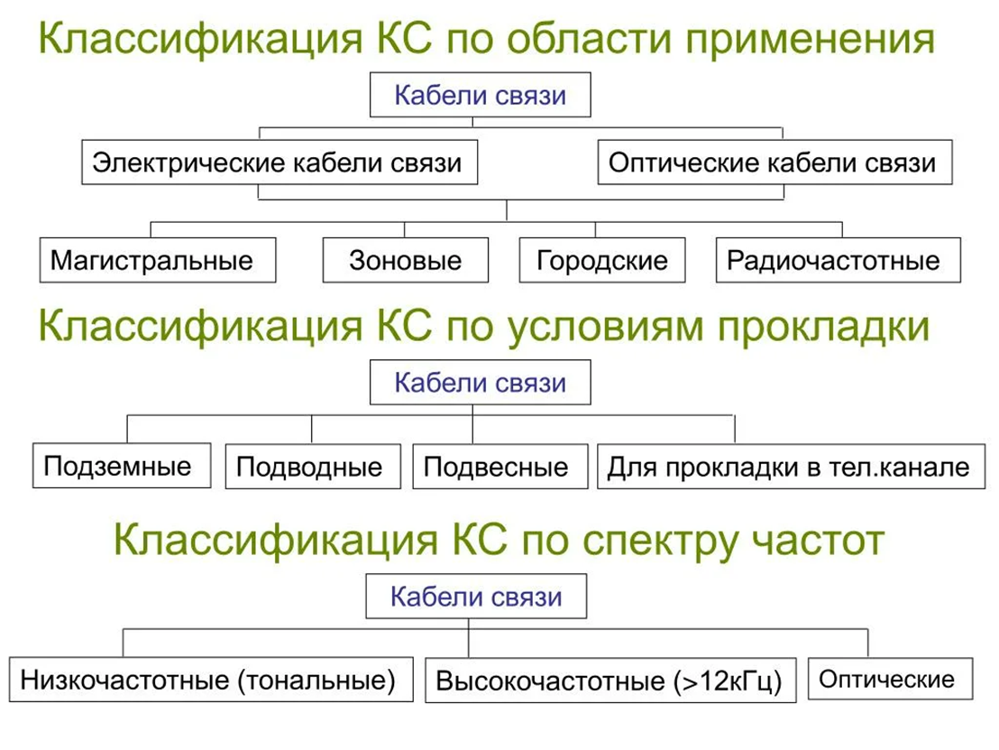 Классификация КС по области применения
Кабели связи
Электрические кабели связи
Оптические кабели связи
Магистральные
Зоновые
Городские
Радиочастотные
Классификация КС по условиям прокладки
Кабели связи
Подземные
Подводные
Подвесные
Для прокладки в тел.канале
Классификация КС по спектру частот
Кабели связи
Низкочастотные (тональные)
Высокочастотные (>12кГц)
Оптические